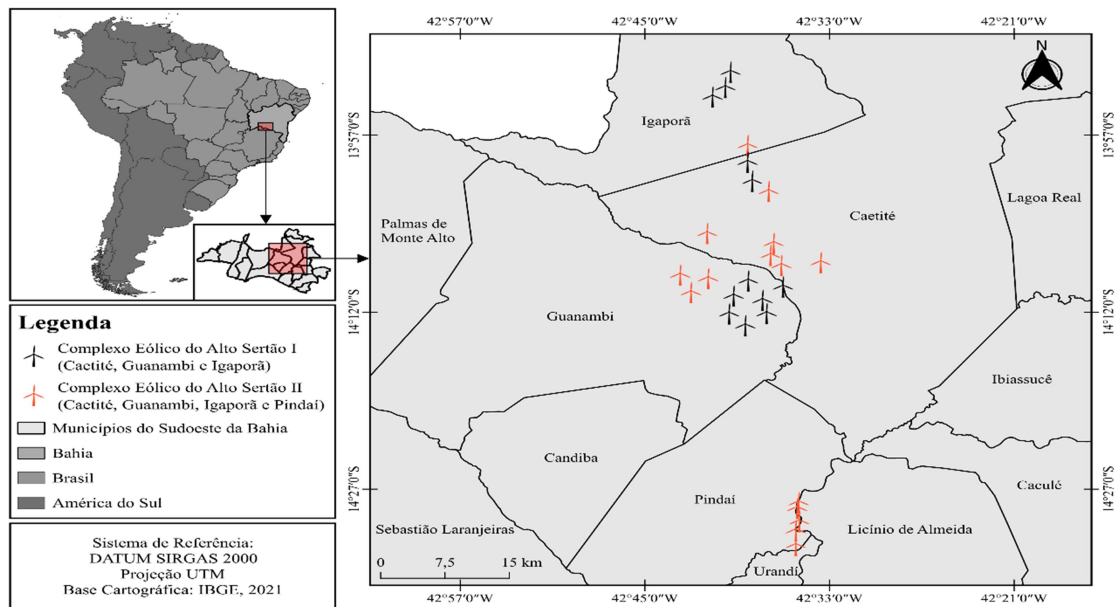 42°57'0"W 42°45'0"W 42°33'0"W 42°21'0"W
N
Igaporã
13°57'0"S 13°57'0"S
Lagoa Real
Palmas de
Monte Alto
Caetité
Guanambi
14°12'0"S 14°12'0"S
Ibiassucê
Candiba
Pindaí
Caculé
14°27'0"S 14°27'0"S
Sebastião Laranjeiras
Licínio de Almeida
Urandí
0 7,5 15 km
42°57'0"W 42°45'0"W 42°33'0"W 42°21'0"W
Legenda
Complexo Eólico do Alto Sertão I
(Caetité, Guanambi e Igaporã)
Complexo Eólico do Alto Sertão II
(Caetité, Guanambi, Igaporã e Pindaí)
Municípios do Sudoeste da Bahia
Bahia
Brasil
América do Sul
Sistema de Referência:
DATUM SIRGAS 2000
Projeção UTM
Base Cartográfica: IBGE, 2021